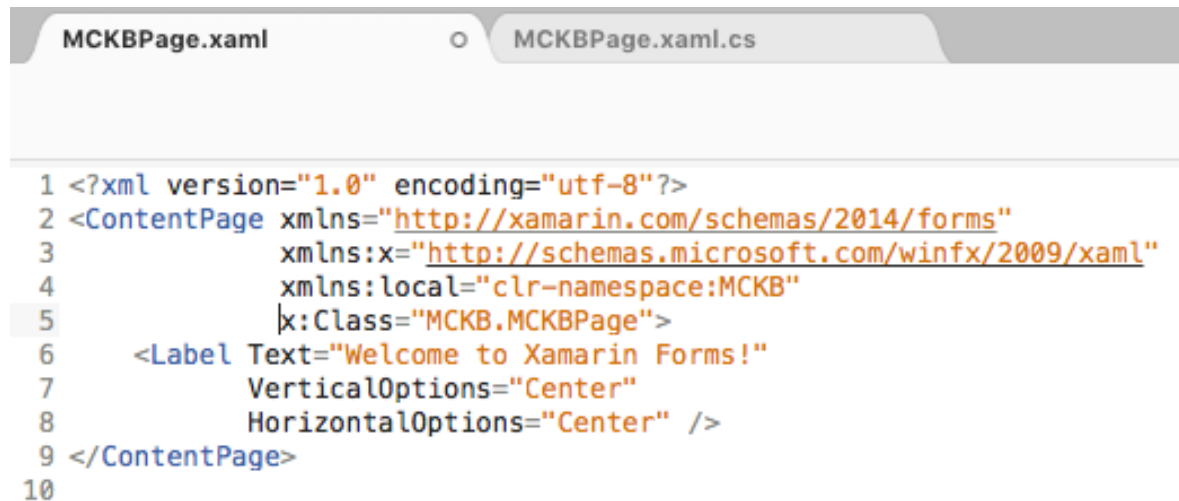 MCKBPage.xaml MCKBPage.xaml.cs
1 <?xml version="1.0" encoding="utf-8"?>
2 <ContentPage xmlns="http://xamarin.com/schemas/2014/forms"
3              xmlns:x="http://schemas.microsoft.com/winfx/2009/xaml"
4              xmlns:local="clr-namespace:MCKB"
5              x:Class="MCKB.MCKBPage">
6     <Label Text="Welcome to Xamarin Forms!"
7            VerticalOptions="Center"
8            HorizontalOptions="Center" />
9 </ContentPage>
10